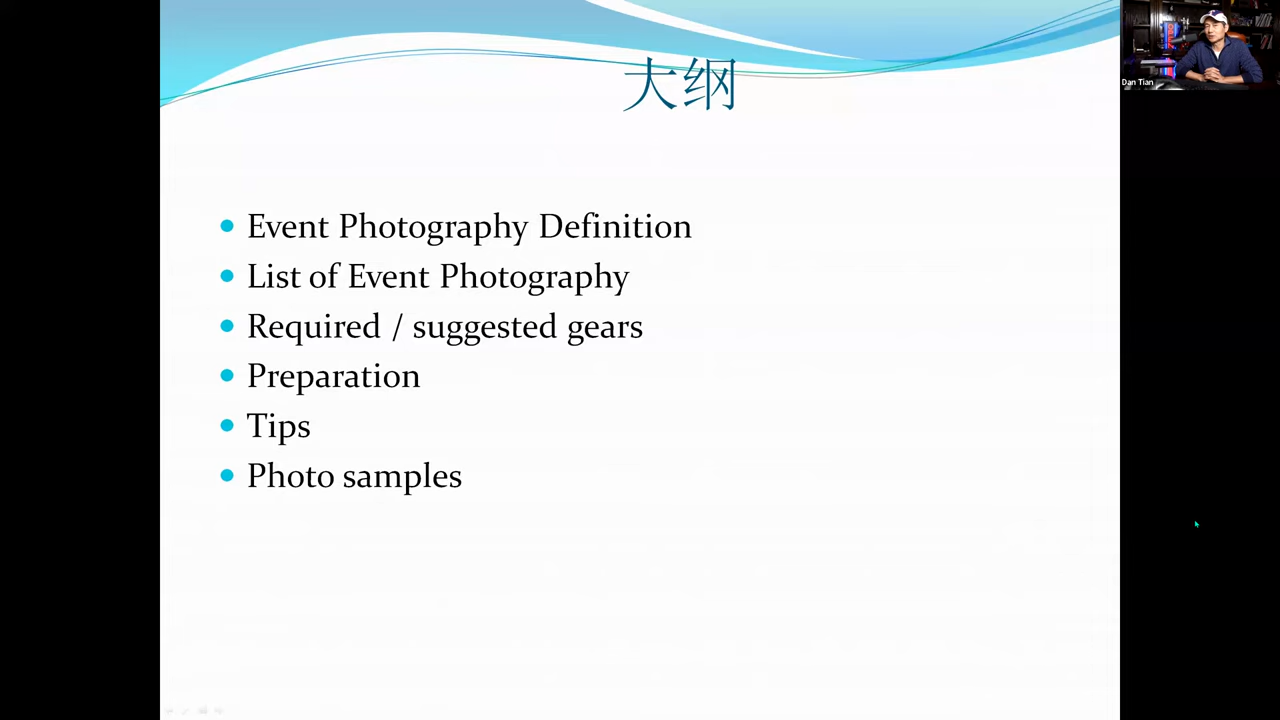 大纲
Event Photography Definition
List of Event Photography
Required / suggested gears
Preparation
Tips
Photo samples
Dan Tian